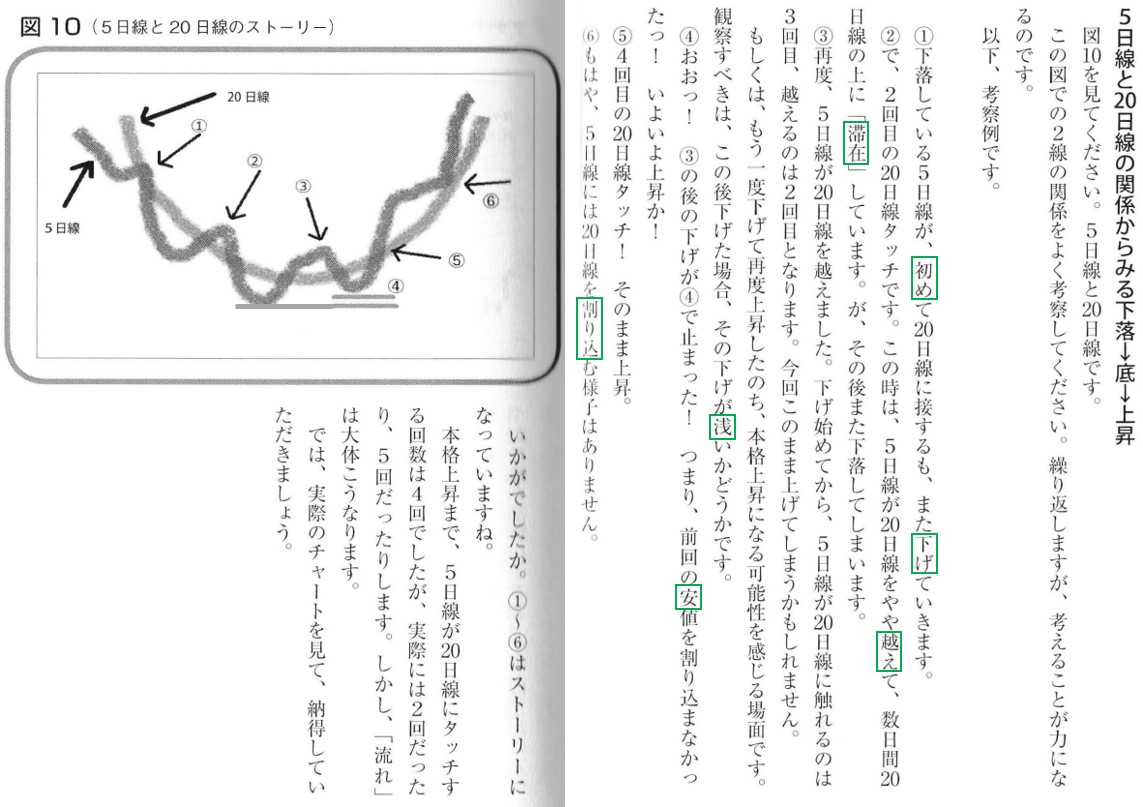 5日線と20日線の関係からみる下落→底→上昇
図10を見てください。5日線と20日線です。
この図での2線の関係をよく考察してください。繰り返しますが、考えることが力にな
るのです。
以下、考察例です。
①下落している5日線が、初めて20日線に接するも、また下げていきます。
②で、2回目の20日線タッチです。この時は、5日線が20日線をやや越えて、数日間20
日線の上に「滞在」しています。が、その後また下落してしまいます。
③再度、5日線が20日線を越えました。下げ始めてから、5日線が20日線に触れるのは
3回目、越えるのは2回目となります。今回このまま上げてしまうかもしれません。
もしくは、もう一度下げて再度上昇したのち、本格上昇になる可能性を感じる場面です。
観察すべきは、この後下げた場合、その下げが浅いかどうかです。
④おおっ！ ③の後の下げが④で止まった！ つまり、前回の安値を割り込まなかっ
たっ！ いよいよ上昇か！
⑤4回目の20日線タッチ！ そのまま上昇。
⑥もはや、5日線には20日線を割り込む様子はありません。
図10（5日線と20日線のストーリー）
20日線
①
②
③
5日線
⑥
⑤
④
いかがでしたか。①～⑥はストーリーに
なっていますね。
本格上昇まで、5日線が20日線にタッチす
る回数は4回でしたが、実際には2回だった
り、5回だったりします。しかし、「流れ」
は大体こうなります。
では、実際のチャートを見て、納得してい
ただきましょう。